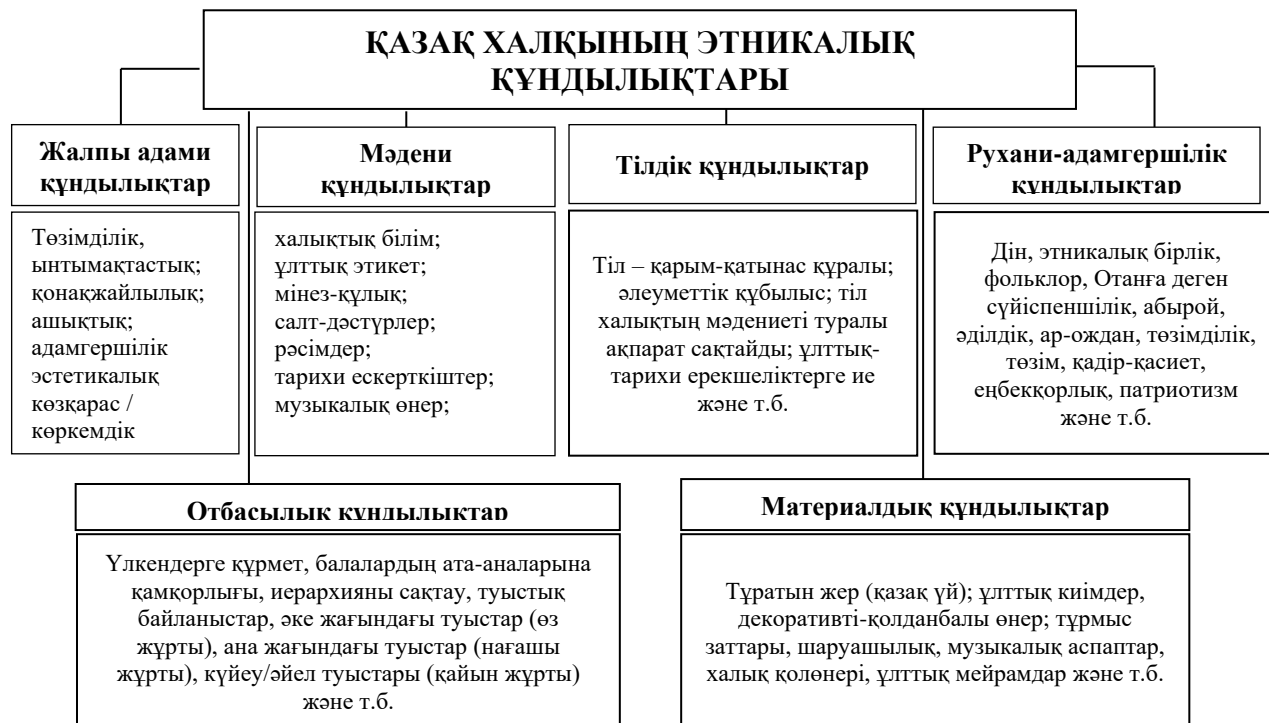 ҚАЗАҚ ХАЛҚЫНЫҢ ЭТНИКАЛЫҚ
ҚҰНДЫЛЫҚТАРЫ
Жалпы адами
құндылықтар
Төзімділік,
ынтымақтастық;
қонақжайлылық;
ашықтық;
адамгершілік
эстетикалық
көзқарас /
көркемдік
Мәдени
құндылықтар
халықтық білім;
ұлттық этикет;
мінез-құлық;
салт-дәстүрлер;
рәсімдер;
тарихи ескерткіштер;
музыкалық өнер;
Тілдік құндылықтар
Тіл – қарым-қатынас құралы;
әлеуметтік құбылыс; тіл
халықтың мәдениеті туралы
ақпарат сақтайды; ұлттық-
тарихи ерекшеліктерге ие
және т.б.
Рухани-адамгершілік
құндылықтар
Дін, этникалық бірлік,
фольклор, Отанға деген
сүйіспеншілік, абырой,
әділдік, ар-ождан, төзімділік,
төзім, қадір-қасиет,
еңбекқорлық, патриотизм
және т.б.
Отбасылық құндылықтар
Үлкендерге құрмет, балалардың ата-аналарына
қамқорлығы, иерархияны сақтау, туыстық
байланыстар, әке жағындағы туыстар (өз
жұрты), ана жағындағы туыстар (нағашы
жұрты), күйеу/әйел туыстары (қайын жұрты)
және т.б.
Материалдық құндылықтар
Тұратын жер (қазақ үй); ұлттық киімдер,
декоративті-қолданбалы өнер; тұрмыс
заттары, шаруашылық, музыкалық аспаптар,
халық қолөнері, ұлттық мейрамдар және т.б.